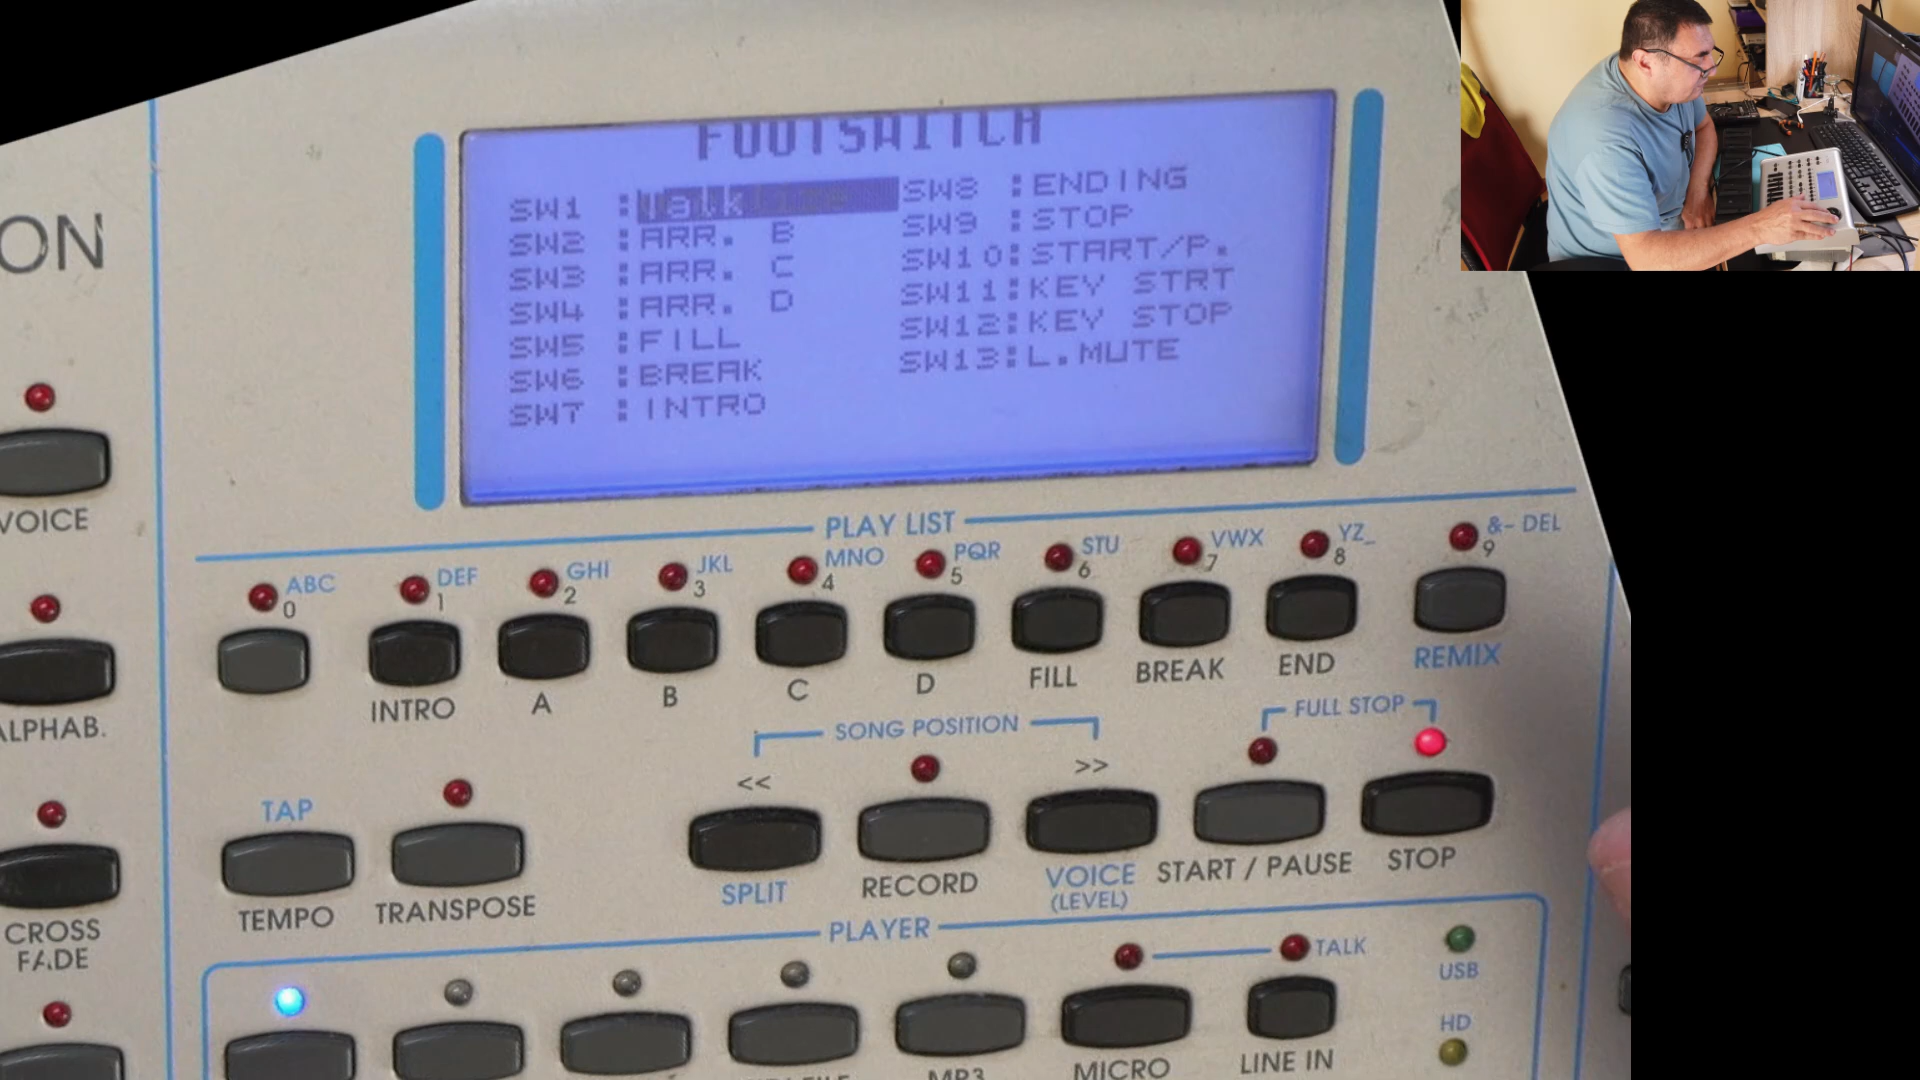 FOOTSWITCH
SW1 :Talk
SW2 :ARR. B
SW3 :ARR. C
SW4 :ARR. D
SW5 :FILL
SW6 :BREAK
SW7 :INTRO
SW8 :ENDING
SW9 :STOP
SW10:START/P.
SW11:KEY STRT
SW12:KEY STOP
SW13:L.MUTE
ON
VOICE
ALPHAB.
CROSS
FADE
PLAY LIST
ABC DEF GHI JKL MNO PQR STU VWX YZ_ &- DEL
0 1 2 3 4 5 6 7 8 9
INTRO A B C D FILL BREAK END REMIX
SONG POSITION
FULL STOP
<< >>
TAP
TEMPO TRANSPOSE
SPLIT RECORD VOICE START / PAUSE STOP
(LEVEL)
PLAYER
TALK
USB
HD
MP3 MICRO LINE IN